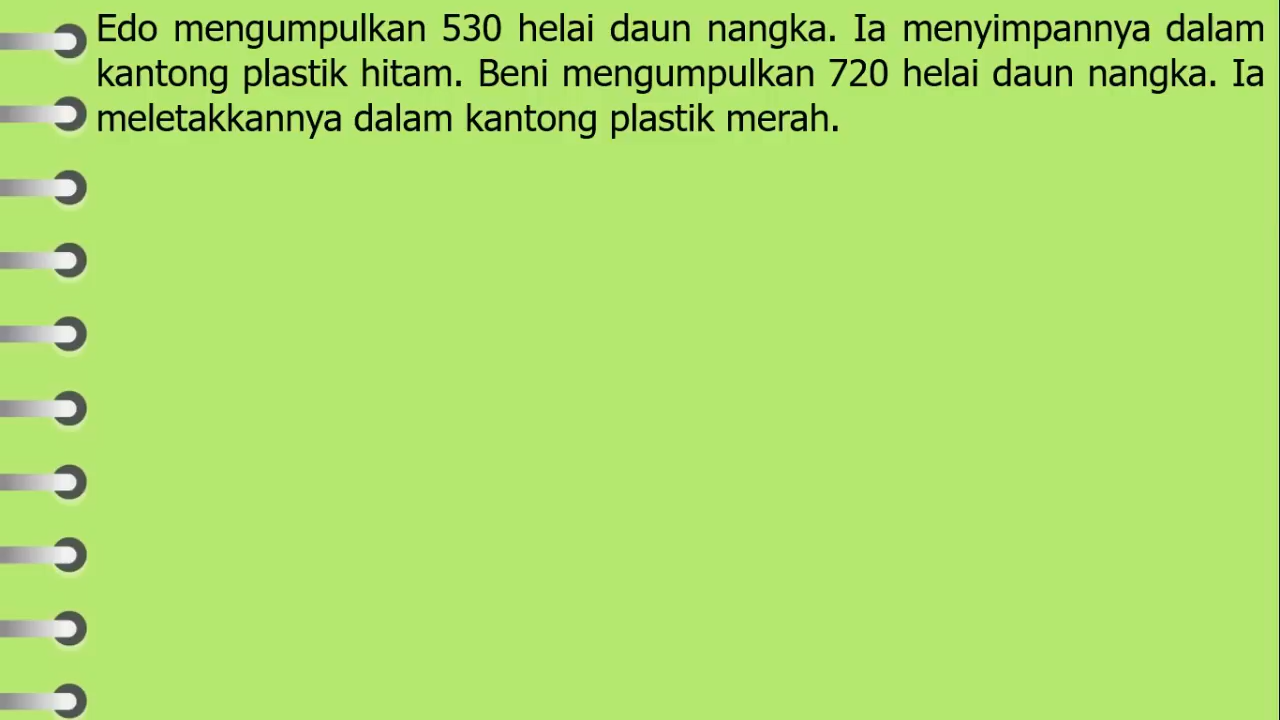 Edo mengumpulkan 530 helai daun nangka. Ia menyimpannya dalam
kantong plastik hitam. Beni mengumpulkan 720 helai daun nangka. Ia
meletakkannya dalam kantong plastik merah.